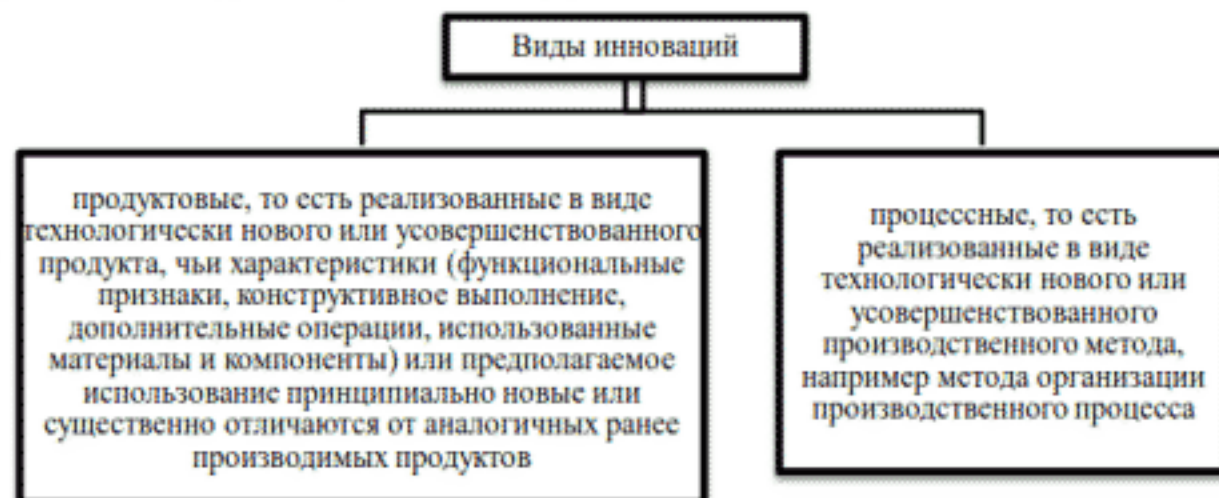 Виды инноваций
продуктовые, то есть реализованные в виде
технологически нового или усовершенствованного
продукта, чьи характеристики (функциональные
признаки, конструктивное выполнение,
дополнительные операции, использованные
материалы и компоненты) или предполагаемое
использование принципиально новые или
существенно отличаются от аналогичных ранее
производимых продуктов
процессные, то есть
реализованные в виде
технологически нового или
усовершенствованного
производственного метода,
например метода организации
производственного процесса